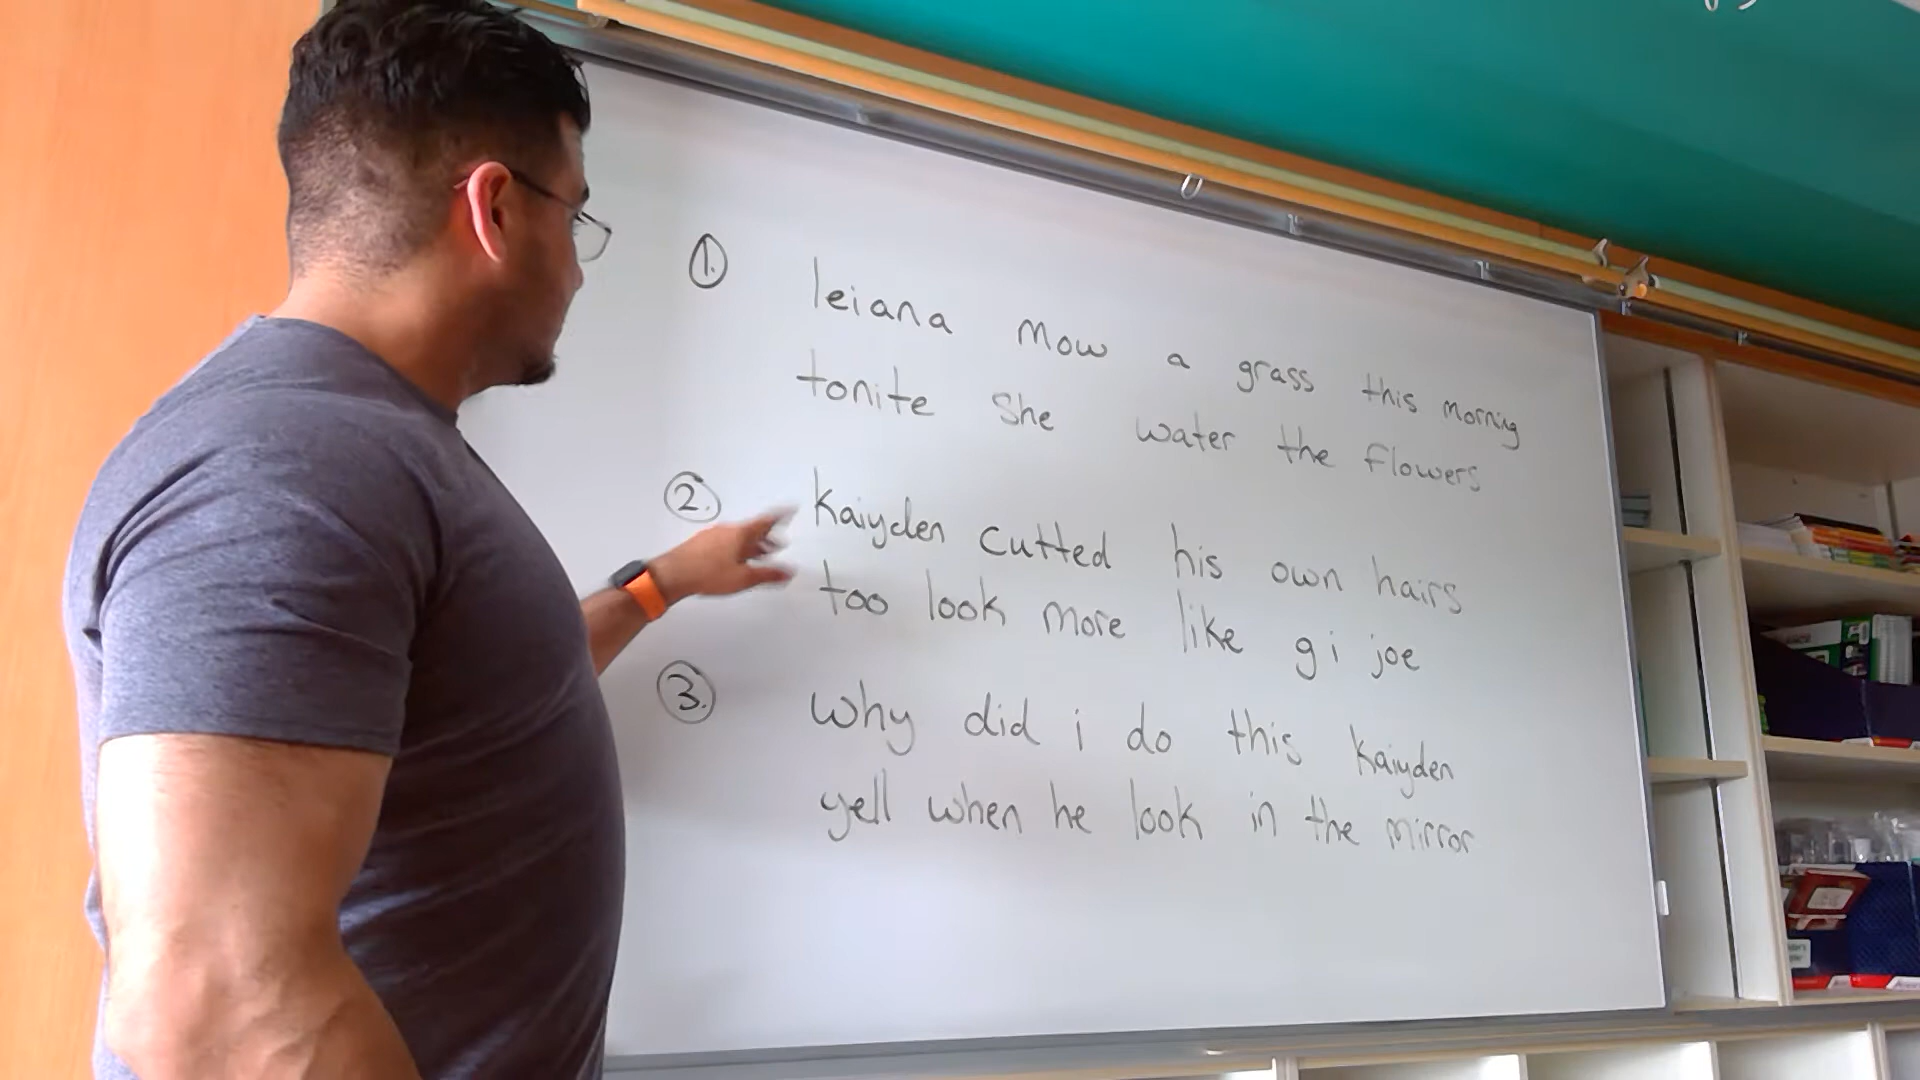 1. leiana mow a grass this morning
tonite she water the flowers
2. Kaiyden cutted his own hairs
too look more like g i joe
3. why did i do this Kaiyden
yell when he look in the mirror